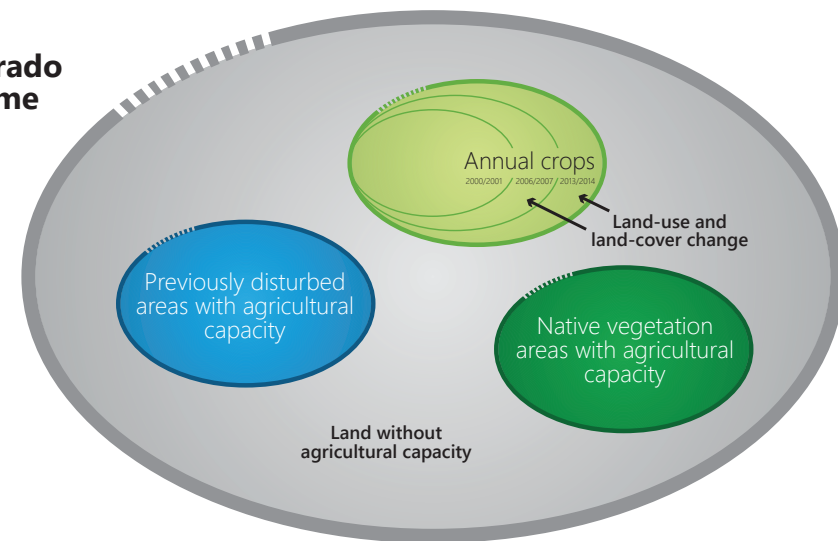 rado
me
Annual crops
2000/2001 2006/2007 2013/2014
Land-use and
land-cover change
Previously disturbed
areas with agricultural
capacity
Native vegetation
areas with agricultural
capacity
Land without
agricultural capacity